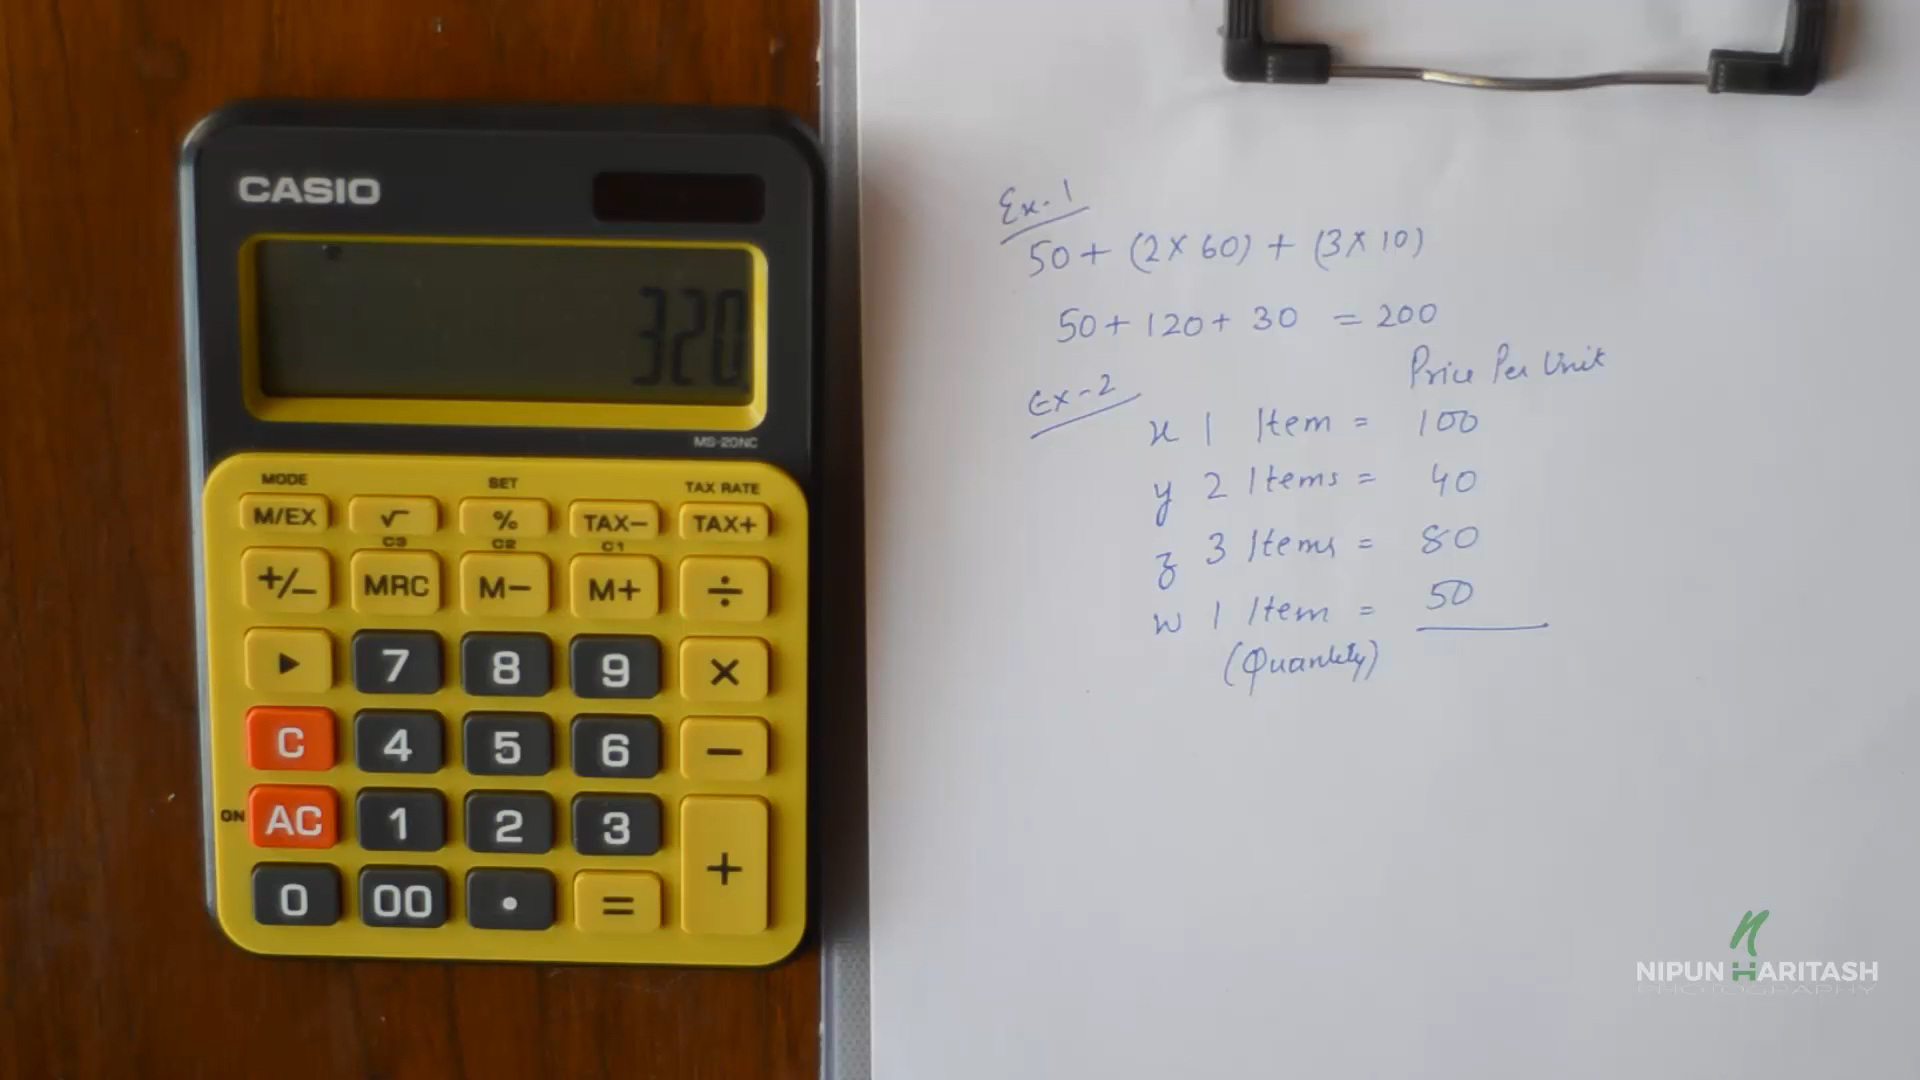 CASIO
320.
MS-20NC
MODE SET TAX RATE
M/EX √ % TAX− TAX+
C3 C2 C1
+/− MRC M− M+ ÷
▶ 7 8 9 ×
C 4 5 6 −
ON AC 1 2 3 +
0 00 • =
Ex-1
50+ (2×60) + (3×10)
50+120+ 30 = 200
Price Per Unit
Ex-2
x 1 Item = 100
y 2 Items = 40
z 3 Items = 80
w 1 Item = 50
(Quantity)
NIPUN HARITASH
PHOTOGRAPHY